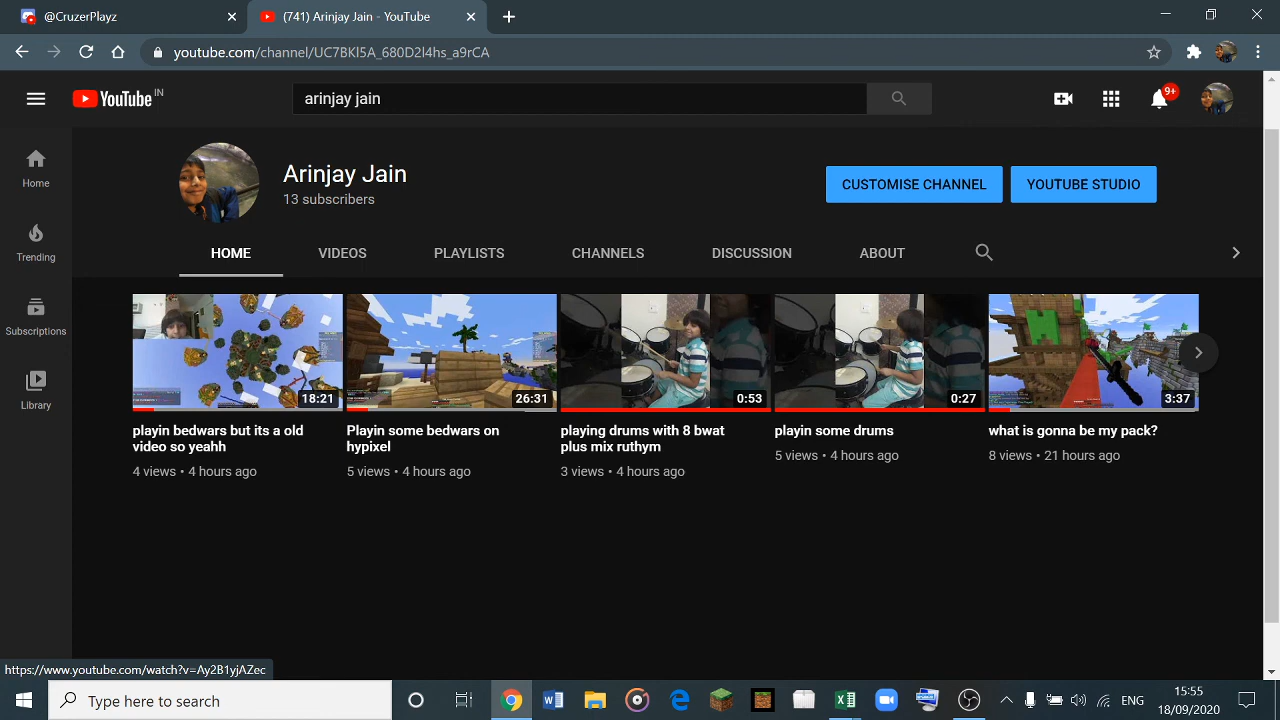 @CruzerPlayz
(741) Arinjay Jain - YouTube
youtube.com/channel/UC7BKI5A_680D2I4hs_a9rCA
YouTube IN
arinjay jain
9+
Home
Trending
Subscriptions
Library
Arinjay Jain
13 subscribers
CUSTOMISE CHANNEL
YOUTUBE STUDIO
HOME VIDEOS PLAYLISTS CHANNELS DISCUSSION ABOUT
18:21
26:31
0:53
0:27
3:37
playin bedwars but its a old
video so yeahh
4 views • 4 hours ago
Playin some bedwars on
hypixel
5 views • 4 hours ago
playing drums with 8 bwat
plus mix ruthym
3 views • 4 hours ago
playin some drums
5 views • 4 hours ago
what is gonna be my pack?
8 views • 21 hours ago
https://www.youtube.com/watch?v=Ay2B1yjAZec
Type here to search
ENG
15:55
18/09/2020